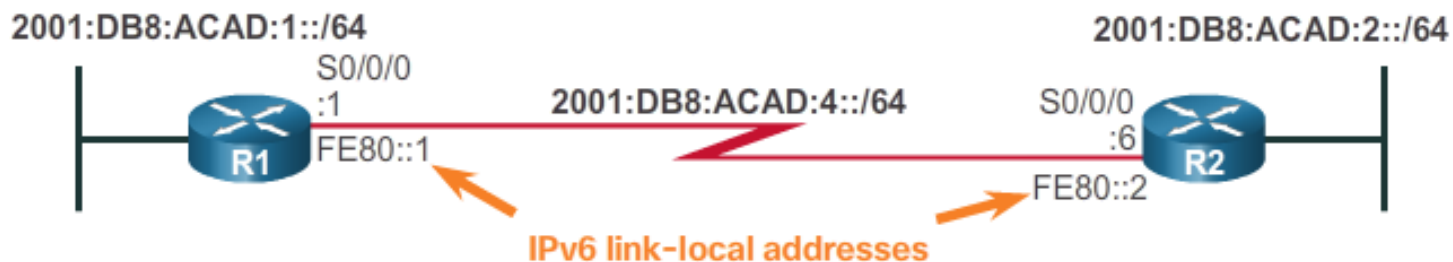 2001:DB8:ACAD:1::/64
2001:DB8:ACAD:2::/64
S0/0/0
:1
FE80::1
R1
2001:DB8:ACAD:4::/64
S0/0/0
:6
FE80::2
R2
IPv6 link-local addresses